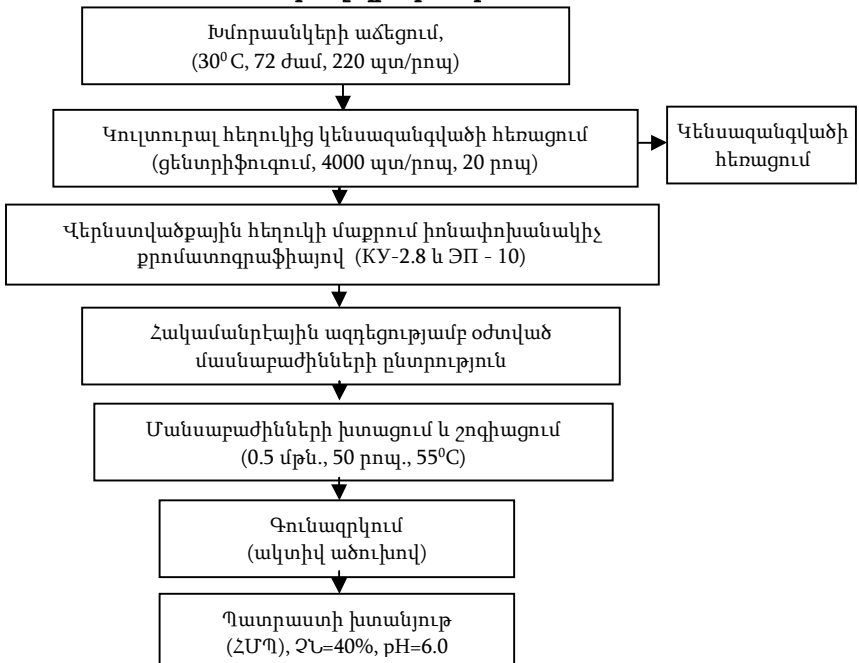 Խմորասնկերի աճեցում,
(30⁰ C, 72 ժամ, 220 պտ/րոպ)
Կուլտուրալ հեղուկից կենսազանգվածի հեռացում
(ցենտրիֆուգում, 4000 պտ/րոպ, 20 րոպ)
Կենսազանգվածի
հեռացում
Վերնստվածքային հեղուկի մաքրում իոնափոխանակիչ
քրոմատոգրաֆիայով (КУ-2.8 և ЭП - 10)
Հակամանրէային ազդեցությամբ օժտված
մասնաբաժինների ընտրություն
Մանսաբաժինների խտացում և շոգիացում
(0.5 մթն., 50 րոպ., 55⁰C)
Գունազրկում
(ակտիվ ածուխով)
Պատրաստի խտանյութ
(ՀՄՊ), ՉՆ=40%, pH=6.0